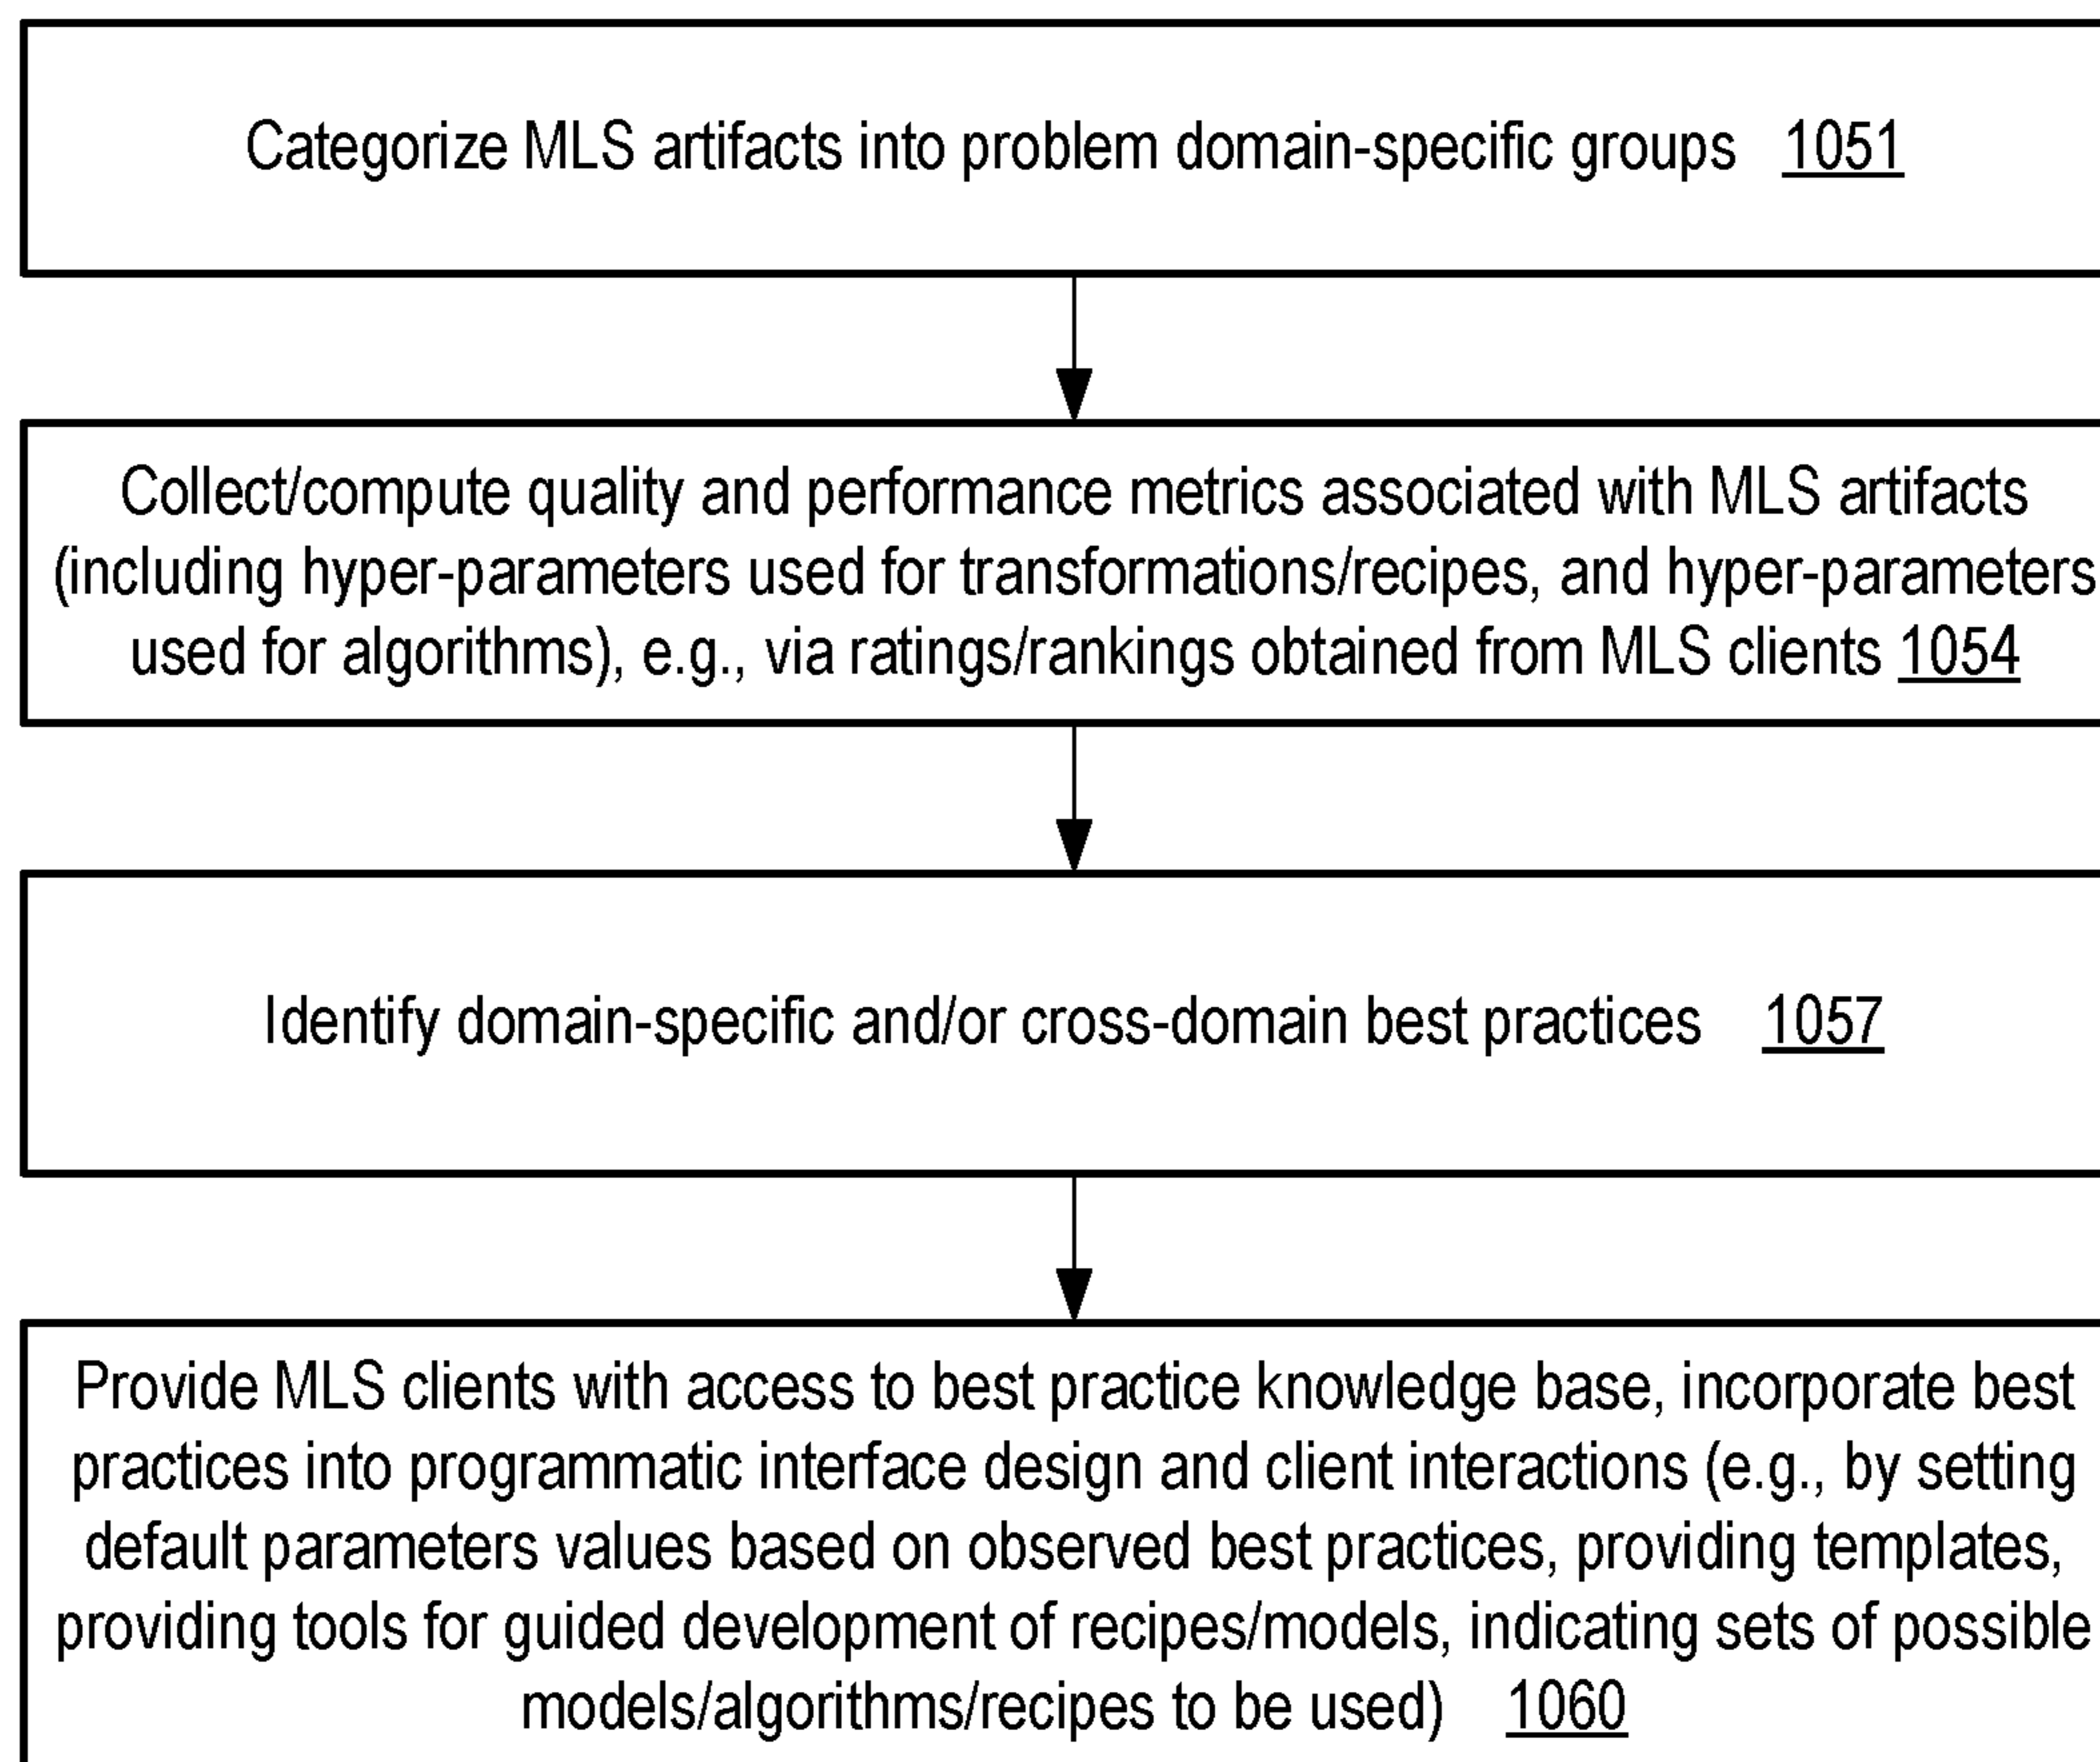 Categorize MLS artifacts into problem domain-specific groups 1051
Collect/compute quality and performance metrics associated with MLS artifacts
(including hyper-parameters used for transformations/recipes, and hyper-parameters
used for algorithms), e.g., via ratings/rankings obtained from MLS clients 1054
Identify domain-specific and/or cross-domain best practices 1057
Provide MLS clients with access to best practice knowledge base, incorporate best
practices into programmatic interface design and client interactions (e.g., by setting
default parameters values based on observed best practices, providing templates,
providing tools for guided development of recipes/models, indicating sets of possible
models/algorithms/recipes to be used) 1060